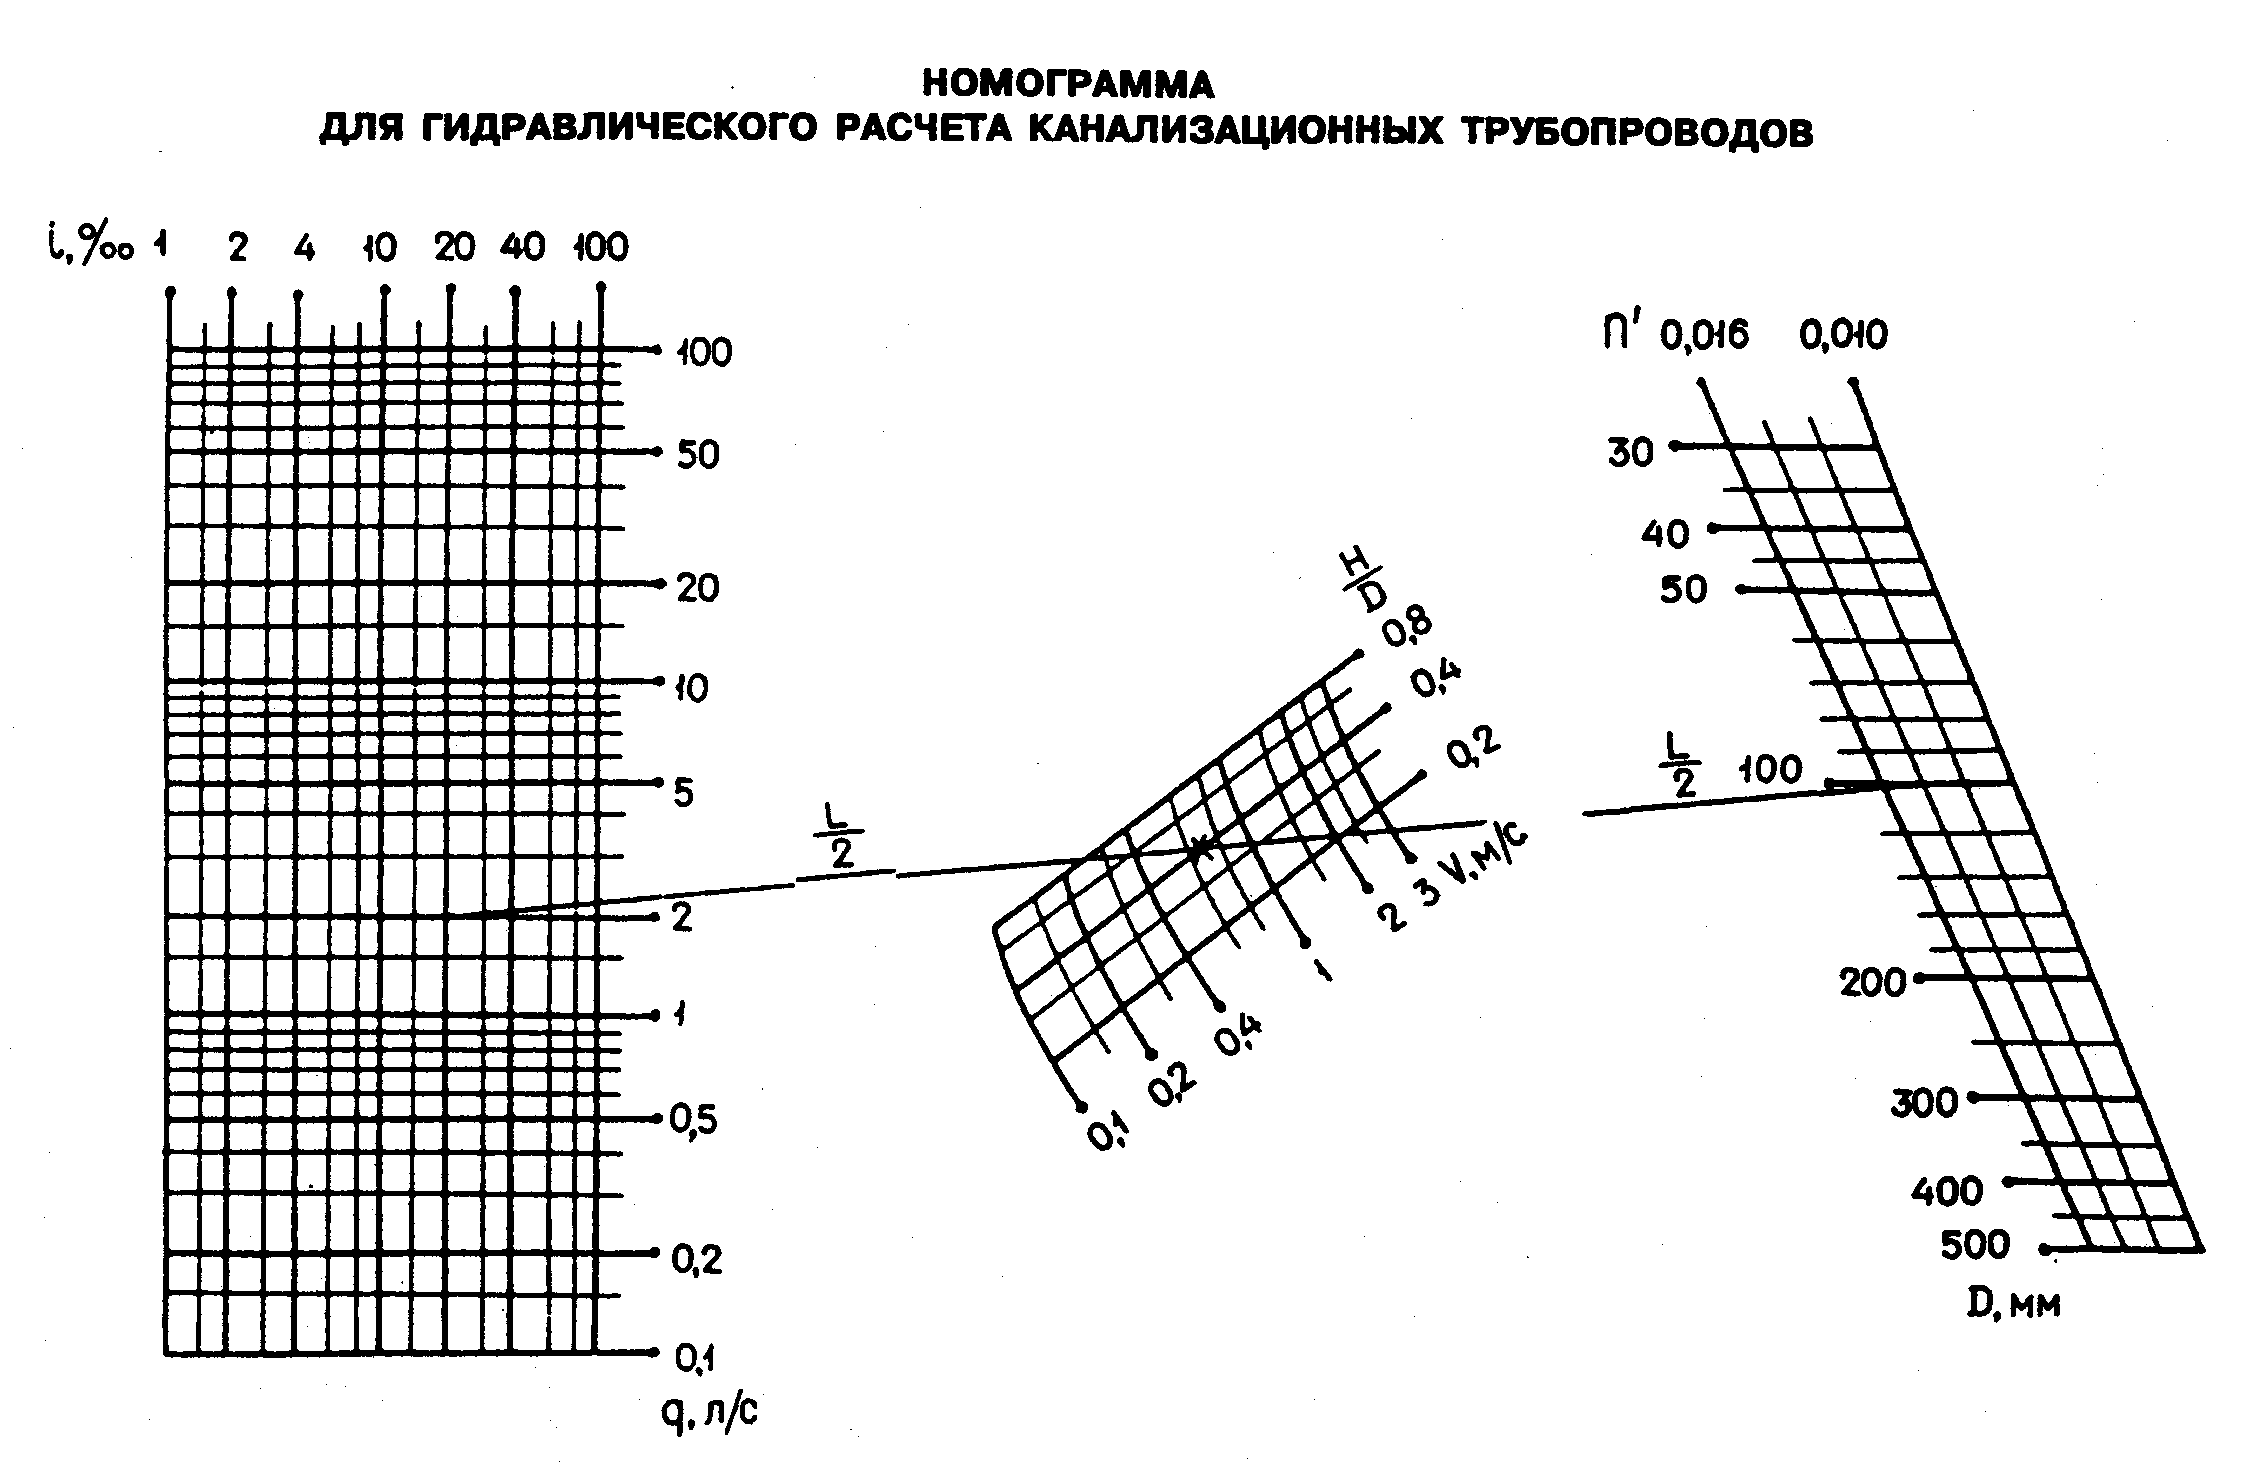 НОМОГРАММА
ДЛЯ ГИДРАВЛИЧЕСКОГО РАСЧЕТА КАНАЛИЗАЦИОННЫХ ТРУБОПРОВОДОВ
i,‰ 1 2 4 10 20 40 100
100
50
20
10
5
2
1
0,5
0,2
0,1
q, л/с
L/2
H/D
0,8
0,4
0,2
0,1 0,2 0,4 1 2 3 V, м/с
n' 0,016 0,010
30
40
50
L/2 100
200
300
400
500
D, мм